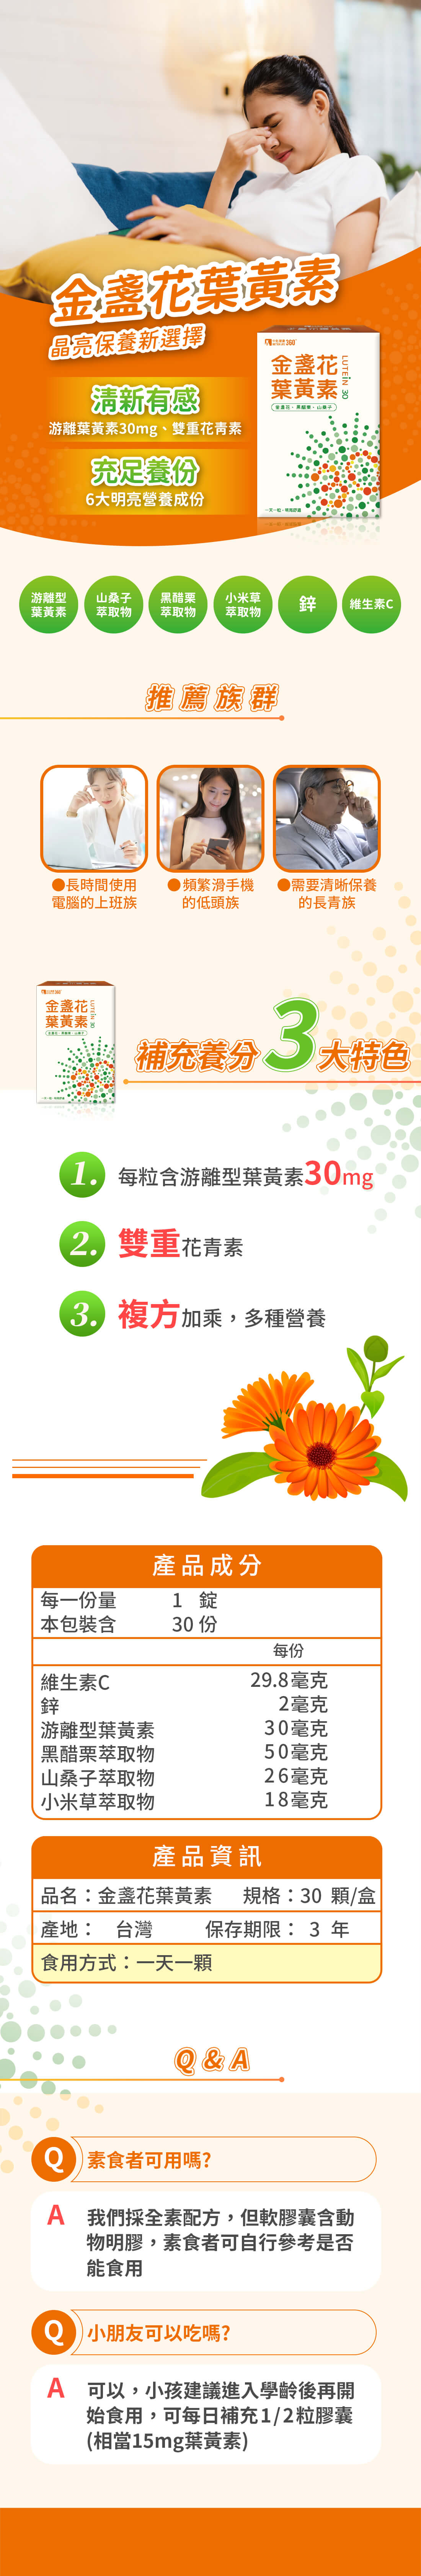 金盞花葉黃素
晶亮保養新選擇
清新有感
游離葉黃素30mg、雙重花青素
充足養份
6大明亮營養成份
360°
金盞花
葉黃素
LUTEIN 30
金盞花・黑醋栗・山桑子
游離型
葉黃素
山桑子
萃取物
黑醋栗
萃取物
小米草
萃取物
鋅
維生素C
推薦族群
●長時間使用
電腦的上班族
●頻繁滑手機
的低頭族
●需要清晰保養
的長青族
金盞花
葉黃素
LUTEIN 30
補充養分3大特色
1. 每粒含游離型葉黃素30mg
2. 雙重花青素
3. 複方加乘，多種營養
產品成分
每一份量 1 錠
本包裝含 30 份
每份
維生素C 29.8毫克
鋅 2毫克
游離型葉黃素 30毫克
黑醋栗萃取物 50毫克
山桑子萃取物 26毫克
小米草萃取物 18毫克
產品資訊
品名：金盞花葉黃素 規格：30 顆/盒
產地： 台灣 保存期限： 3 年
食用方式：一天一顆
Q & A
Q 素食者可用嗎?
A 我們採全素配方，但軟膠囊含動
物明膠，素食者可自行參考是否
能食用
Q 小朋友可以吃嗎?
A 可以，小孩建議進入學齡後再開
始食用，可每日補充1/2粒膠囊
(相當15mg葉黃素)